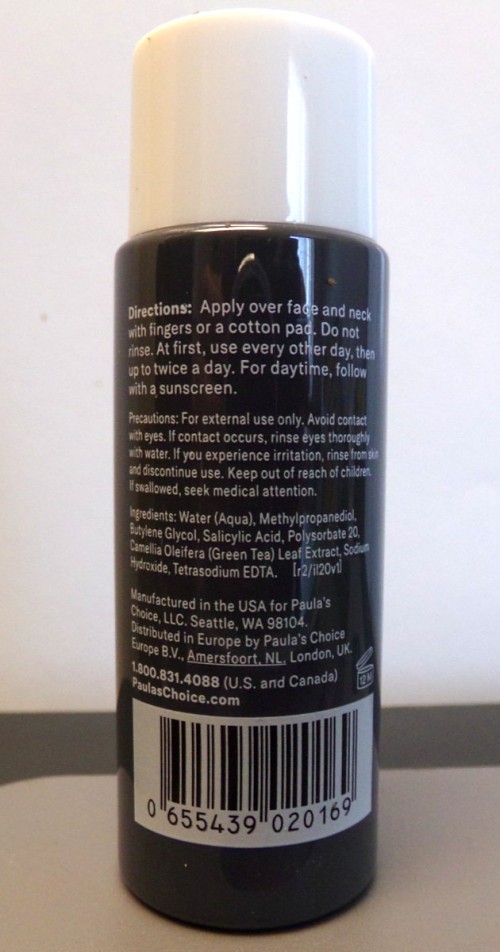 Directions: Apply over face and neck
with fingers or a cotton pad. Do not
rinse. At first, use every other day, then
up to twice a day. For daytime, follow
with a sunscreen.
Precautions: For external use only. Avoid contact
with eyes. If contact occurs, rinse eyes thoroughly
with water. If you experience irritation, rinse from skin
and discontinue use. Keep out of reach of children.
If swallowed, seek medical attention.
Ingredients: Water (Aqua), Methylpropanediol,
Butylene Glycol, Salicylic Acid, Polysorbate 20,
Camellia Oleifera (Green Tea) Leaf Extract, Sodium
Hydroxide, Tetrasodium EDTA. [r2/il20v1]
Manufactured in the USA for Paula's
Choice, LLC. Seattle, WA 98104.
Distributed in Europe by Paula's Choice
Europe B.V., Amersfoort, NL. London, UK.
1.800.831.4088 (U.S. and Canada)
PaulasChoice.com
12 M
0 655439 020169